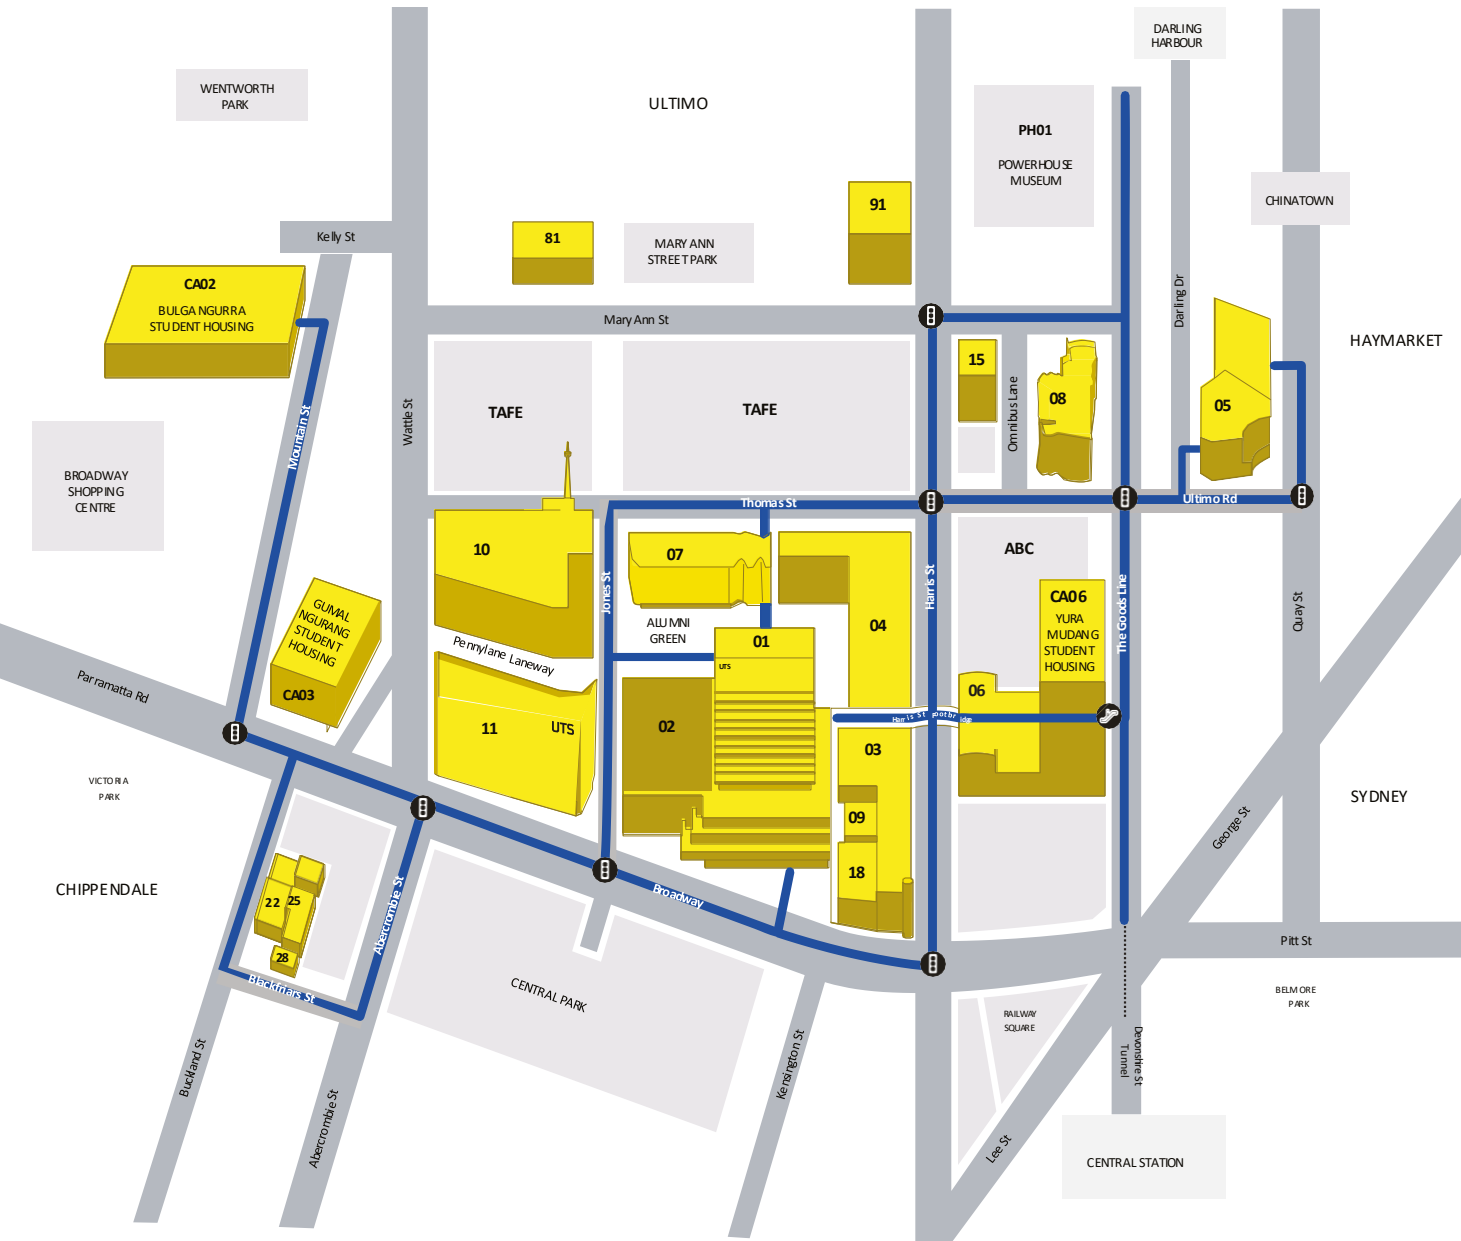 DARLING
HARBOUR
WENTWORTH
PARK
ULTIMO
PH01
POWERHOUSE
MUSEUM
CHINATOWN
91
81
MARY ANN
STREET PARK
Kelly St
CA02
BULGA NGURRA
STUDENT HOUSING
Mary Ann St
Darling Dr
HAYMARKET
15
08
05
Omnibus Lane
TAFE
TAFE
Wattle St
Mountain St
BROADWAY
SHOPPING
CENTRE
Thomas St
Ultimo Rd
10
07
ABC
Jones St
Harris St
The Goods Line
Quay St
CA06
YURA
MUDANG
STUDENT
HOUSING
GUMAL
NGURANG
STUDENT
HOUSING
CA03
ALUMNI
GREEN
04
01
UTS
Pennylane Laneway
Parramatta Rd
06
Harris St Footbridge
11
UTS
02
03
VICTORIA
PARK
SYDNEY
09
18
George St
CHIPPENDALE
22
25
28
Abercrombie St
Broadway
Blackfriars St
Pitt St
CENTRAL PARK
BELMORE
PARK
RAILWAY
SQUARE
Devonshire St
Tunnel
Buckland St
Abercrombie St
Kensington St
Lee St
CENTRAL STATION